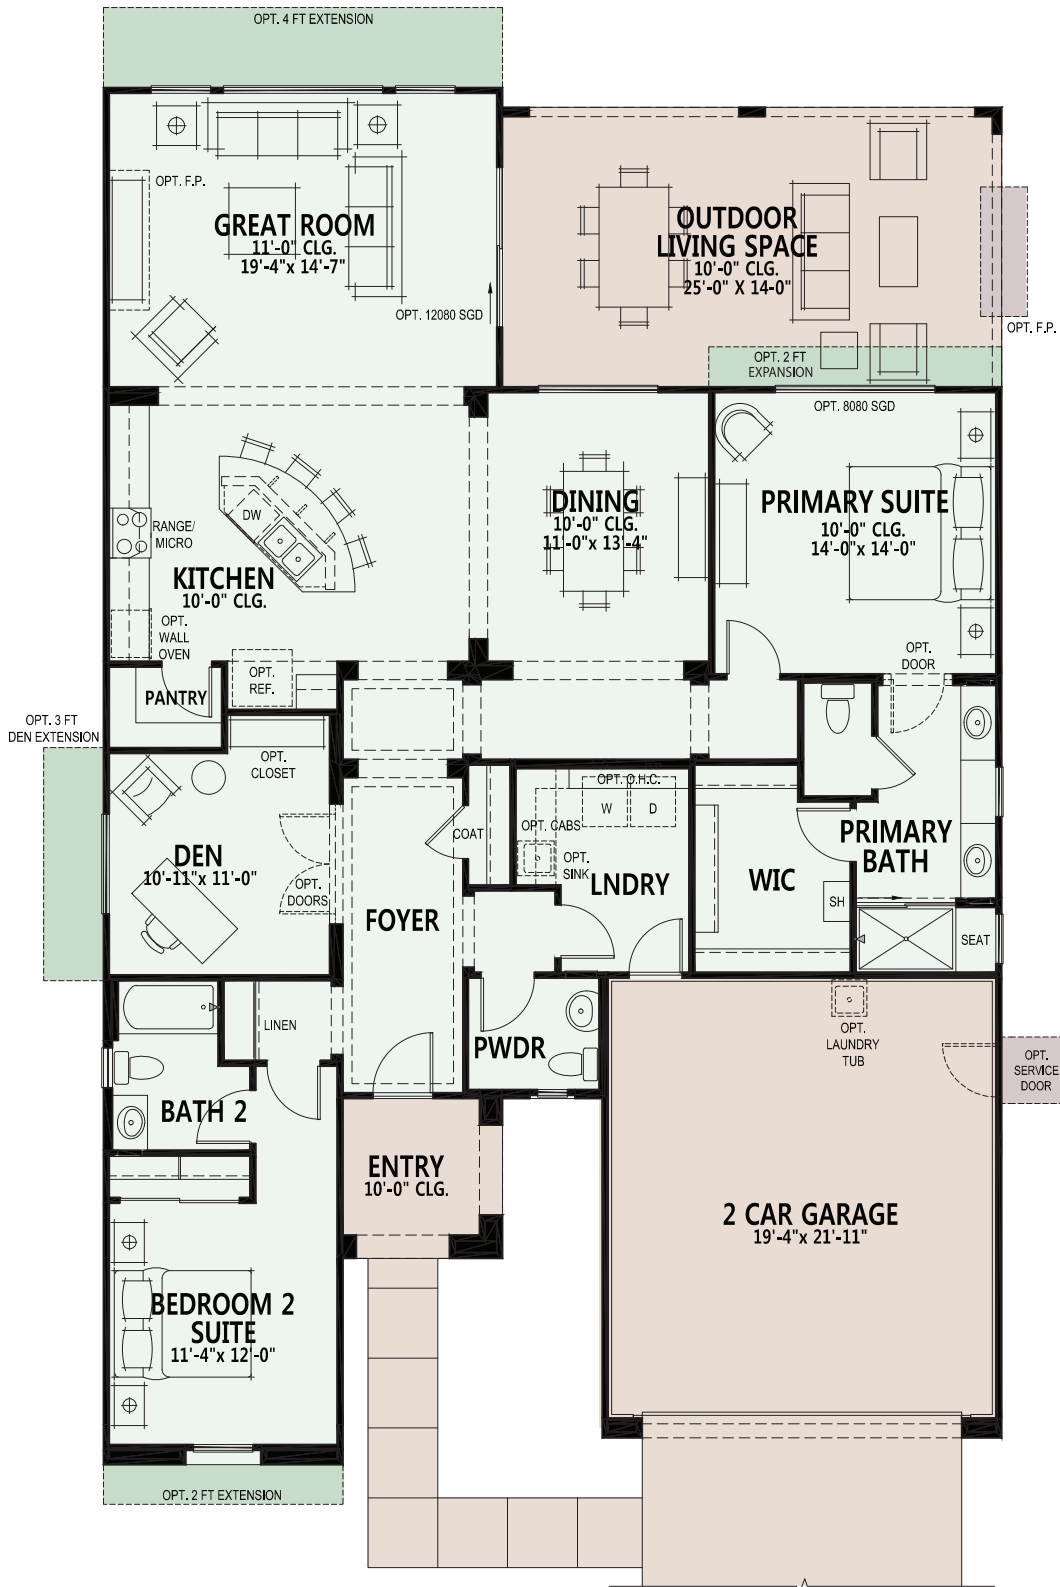 OPT. 4 FT EXTENSION
OPT. F.P.
GREAT ROOM
11'-0" CLG.
19'-4"x 14'-7"
OPT. 12080 SGD
OUTDOOR
LIVING SPACE
10'-0" CLG.
25'-0" X 14-0"
OPT. F.P.
OPT. 2 FT
EXPANSION
OPT. 8080 SGD
DW
RANGE/
MICRO
KITCHEN
10'-0" CLG.
OPT.
WALL
OVEN
DINING
10'-0" CLG.
11'-0"x 13'-4"
PRIMARY SUITE
10'-0" CLG.
14'-0"x 14'-0"
OPT.
DOOR
PANTRY
OPT.
REF.
OPT. 3 FT
DEN EXTENSION
OPT.
CLOSET
DEN
10'-11"x 11'-0"
OPT.
DOORS
FOYER
COAT
OPT. O.H.C.
W
D
OPT. CABS
OPT.
SINK
LNDRY
WIC
SH
PRIMARY
BATH
SEAT
LINEN
PWDR
OPT.
LAUNDRY
TUB
OPT.
SERVICE
DOOR
BATH 2
ENTRY
10'-0" CLG.
2 CAR GARAGE
19'-4"x 21'-11"
BEDROOM 2
SUITE
11'-4"x 12'-0"
OPT. 2 FT EXTENSION